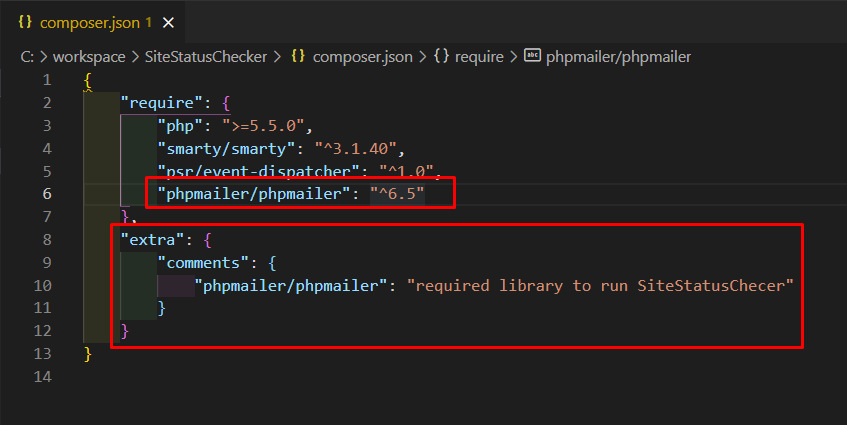 {} composer.json 1 ×
C: > workspace > SiteStatusChecker > {} composer.json > {} require > abc phpmailer/phpmailer
1 {
2 "require": {
3 "php": ">=5.5.0",
4 "smarty/smarty": "^3.1.40",
5 "psr/event-dispatcher": "^1.0",
6 "phpmailer/phpmailer": "^6.5"
7 },
8 "extra": {
9 "comments": {
10 "phpmailer/phpmailer": "required library to run SiteStatusChecer"
11 }
12 }
13 }
14